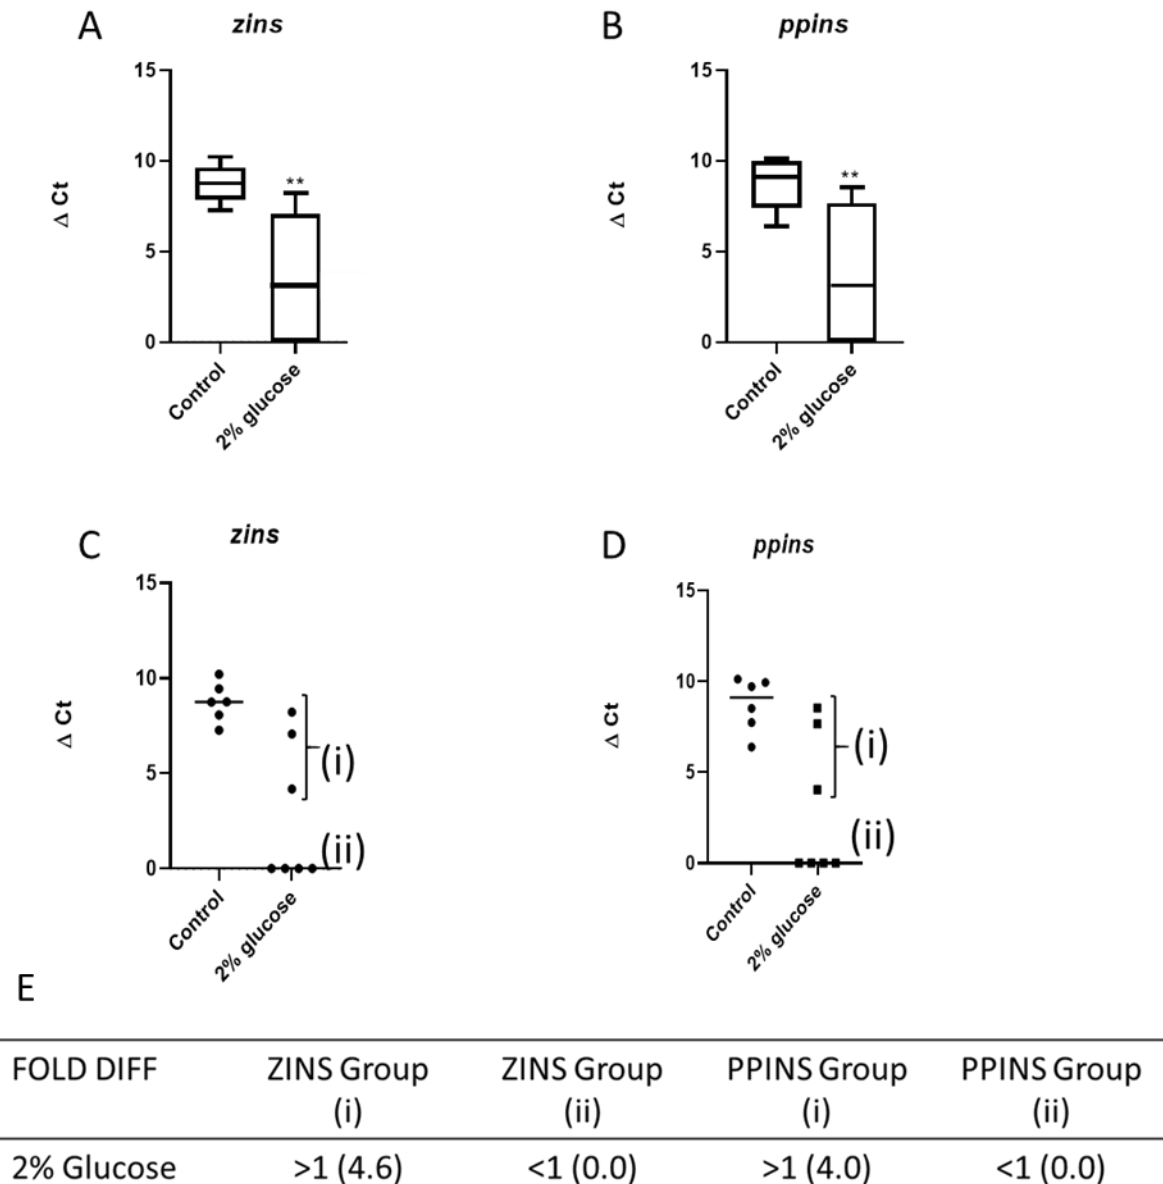 A
zins
15
10
5
0
Δ Ct
**
Control
2% glucose
B
ppins
15
10
5
0
Δ Ct
**
Control
2% glucose
C
zins
15
10
5
0
Δ Ct
(i)
(ii)
Control
2% glucose
D
ppins
15
10
5
0
Δ Ct
(i)
(ii)
Control
2% glucose
E
FOLD DIFF ZINS Group ZINS Group PPINS Group PPINS Group
(i) (ii) (i) (ii)
2% Glucose >1 (4.6) <1 (0.0) >1 (4.0) <1 (0.0)